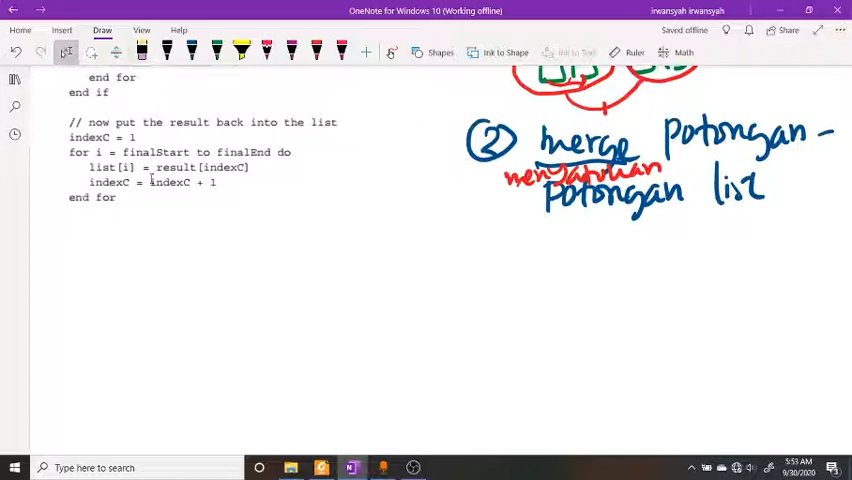 OneNote for Windows 10 (Working offline)
irwansyah irwansyah
Home Insert Draw View Help
Saved offline Share
Shapes Ink to Shape Ink to Text Ruler Math
end for
end if
// now put the result back into the list
indexC = 1
for i = finalStart to finalEnd do
list[i] = result[indexC]
indexC = indexC + 1
end for
2 merge Potongan -
menyatukan
Potongan list
Type here to search
5:53 AM
9/30/2020
3